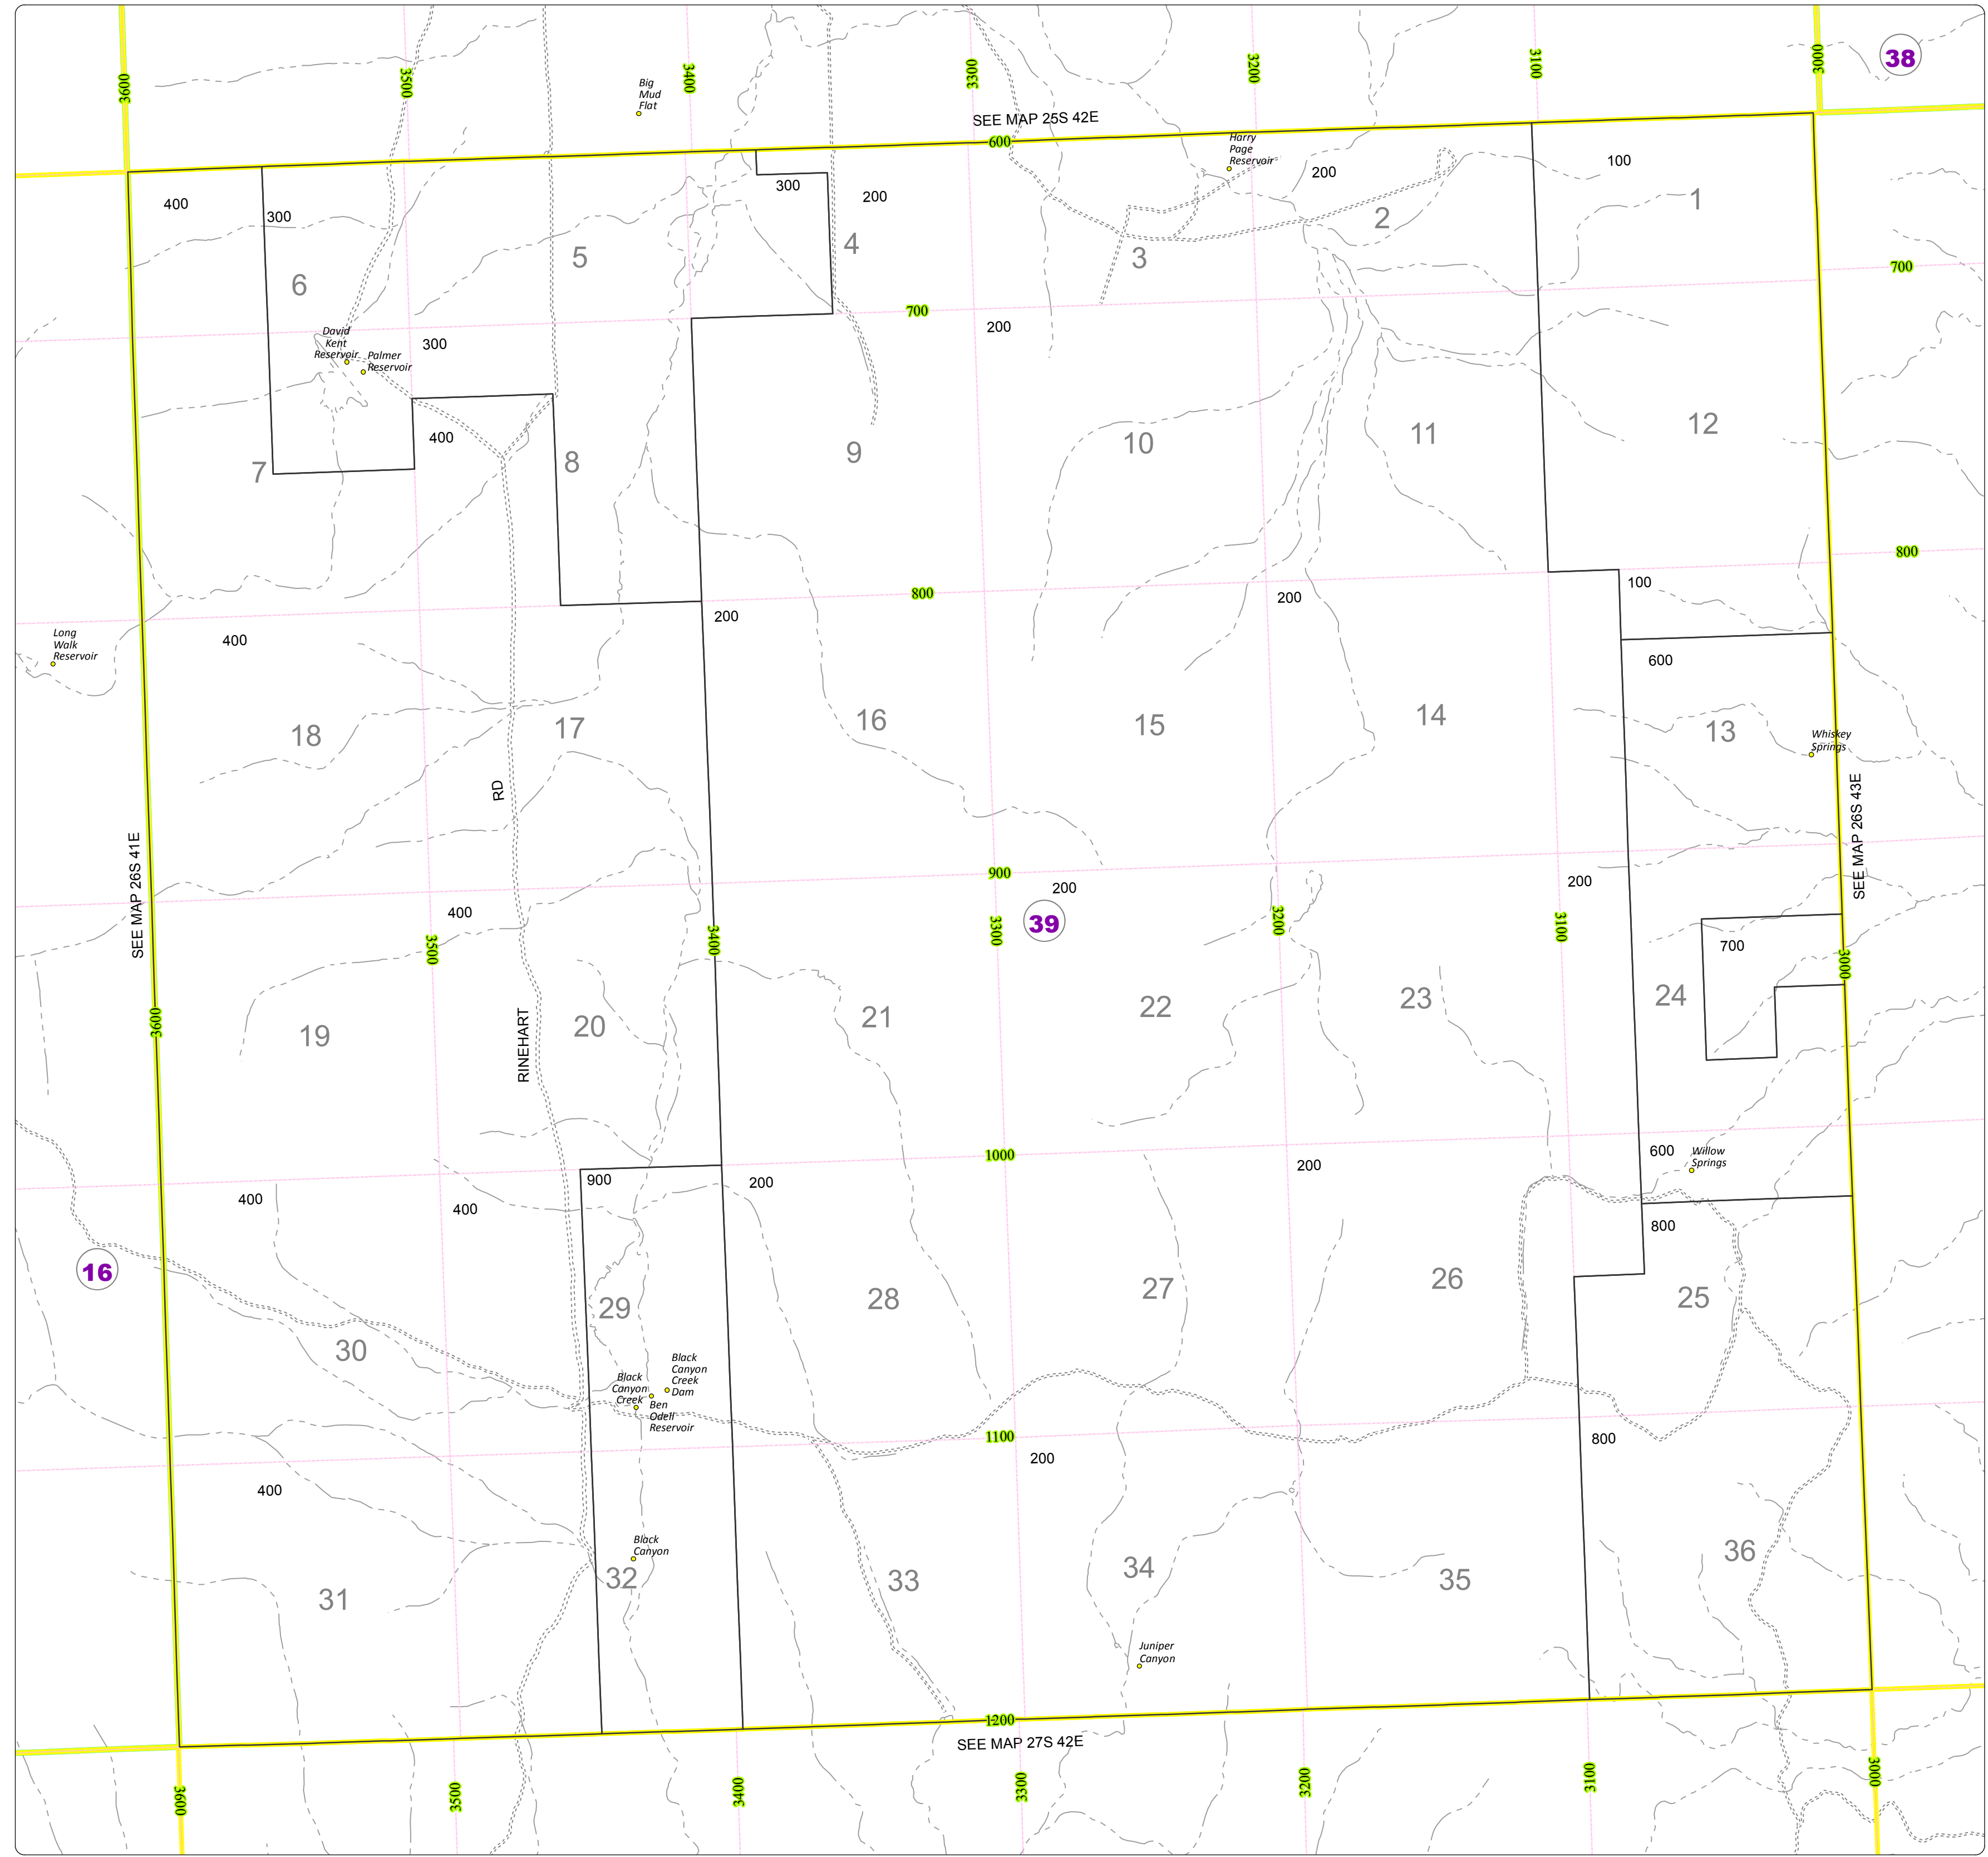 38
3600
3500
3400
3300
3200
3100
3000
Big
Mud
Flat
SEE MAP 25S 42E
600
Harry
Page
Reservoir
400
300
300
200
200
100
1
2
3
4
5
6
700
700
David
Kent
Reservoir
Palmer
Reservoir
300
200
400
7
8
9
10
11
12
800
800
100
200
200
400
600
Long
Walk
Reservoir
18
17
16
15
14
13
Whiskey
Springs
RD
SEE MAP 26S 41E
SEE MAP 26S 43E
900
200
200
400
39
3600
3500
3400
3300
3200
3100
3000
700
19
20
21
22
23
24
RINEHART
1000
200
600
Willow
Springs
900
200
400
400
800
16
30
29
28
27
26
25
Black
Canyon
Creek
Dam
Black
Canyon
Creek
Ben
Odell
Reservoir
1100
200
800
400
Black
Canyon
31
32
33
34
35
36
Juniper
Canyon
1200
SEE MAP 27S 42E
3600
3500
3400
3300
3200
3100
3000